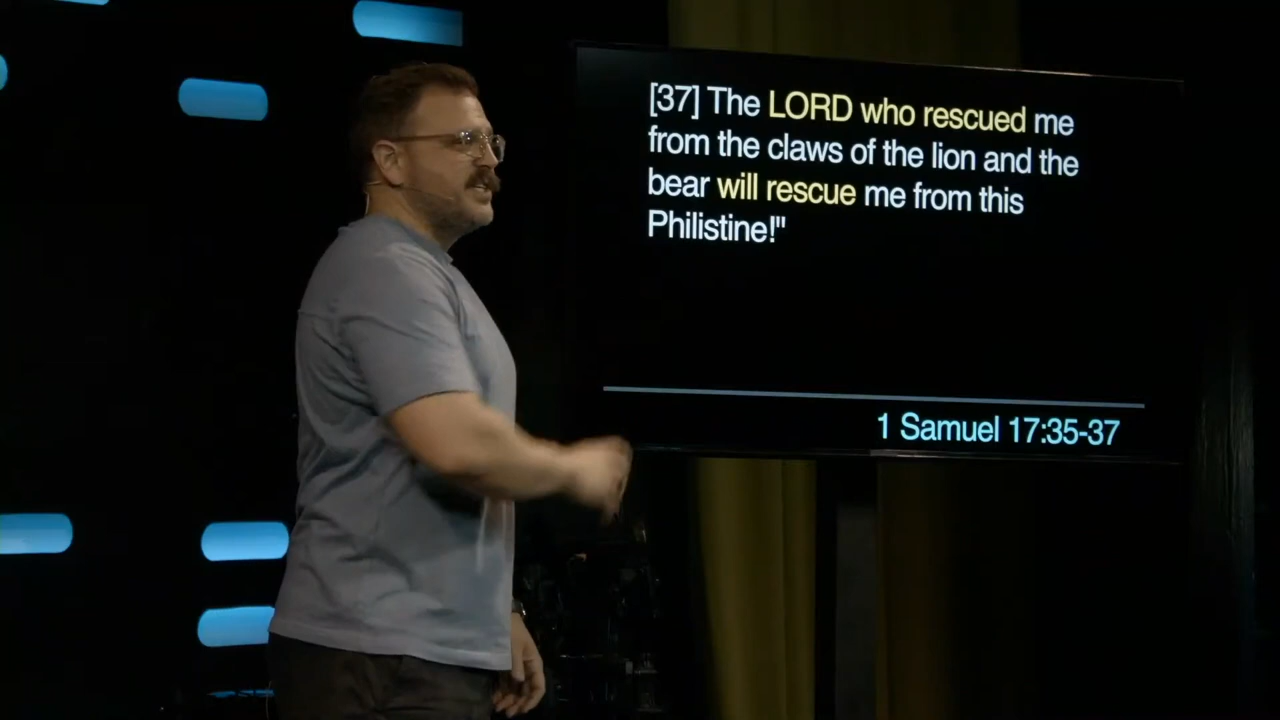 [37] The LORD who rescued me
from the claws of the lion and the
bear will rescue me from this
Philistine!"
1 Samuel 17:35-37